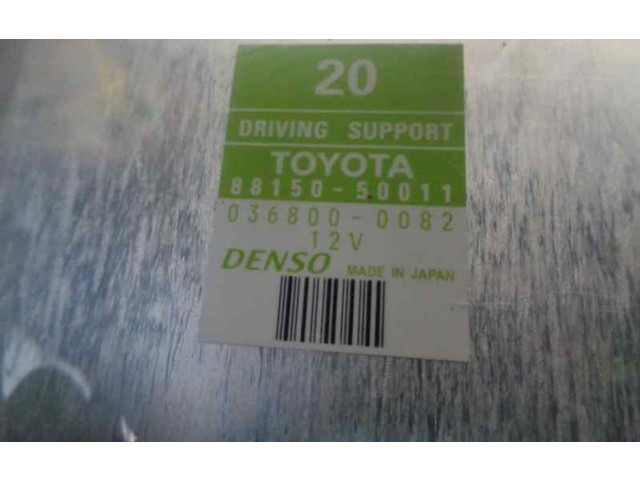 20
DRIVING SUPPORT
TOYOTA
88150-50011
036800-0082
12V
DENSO MADE IN JAPAN